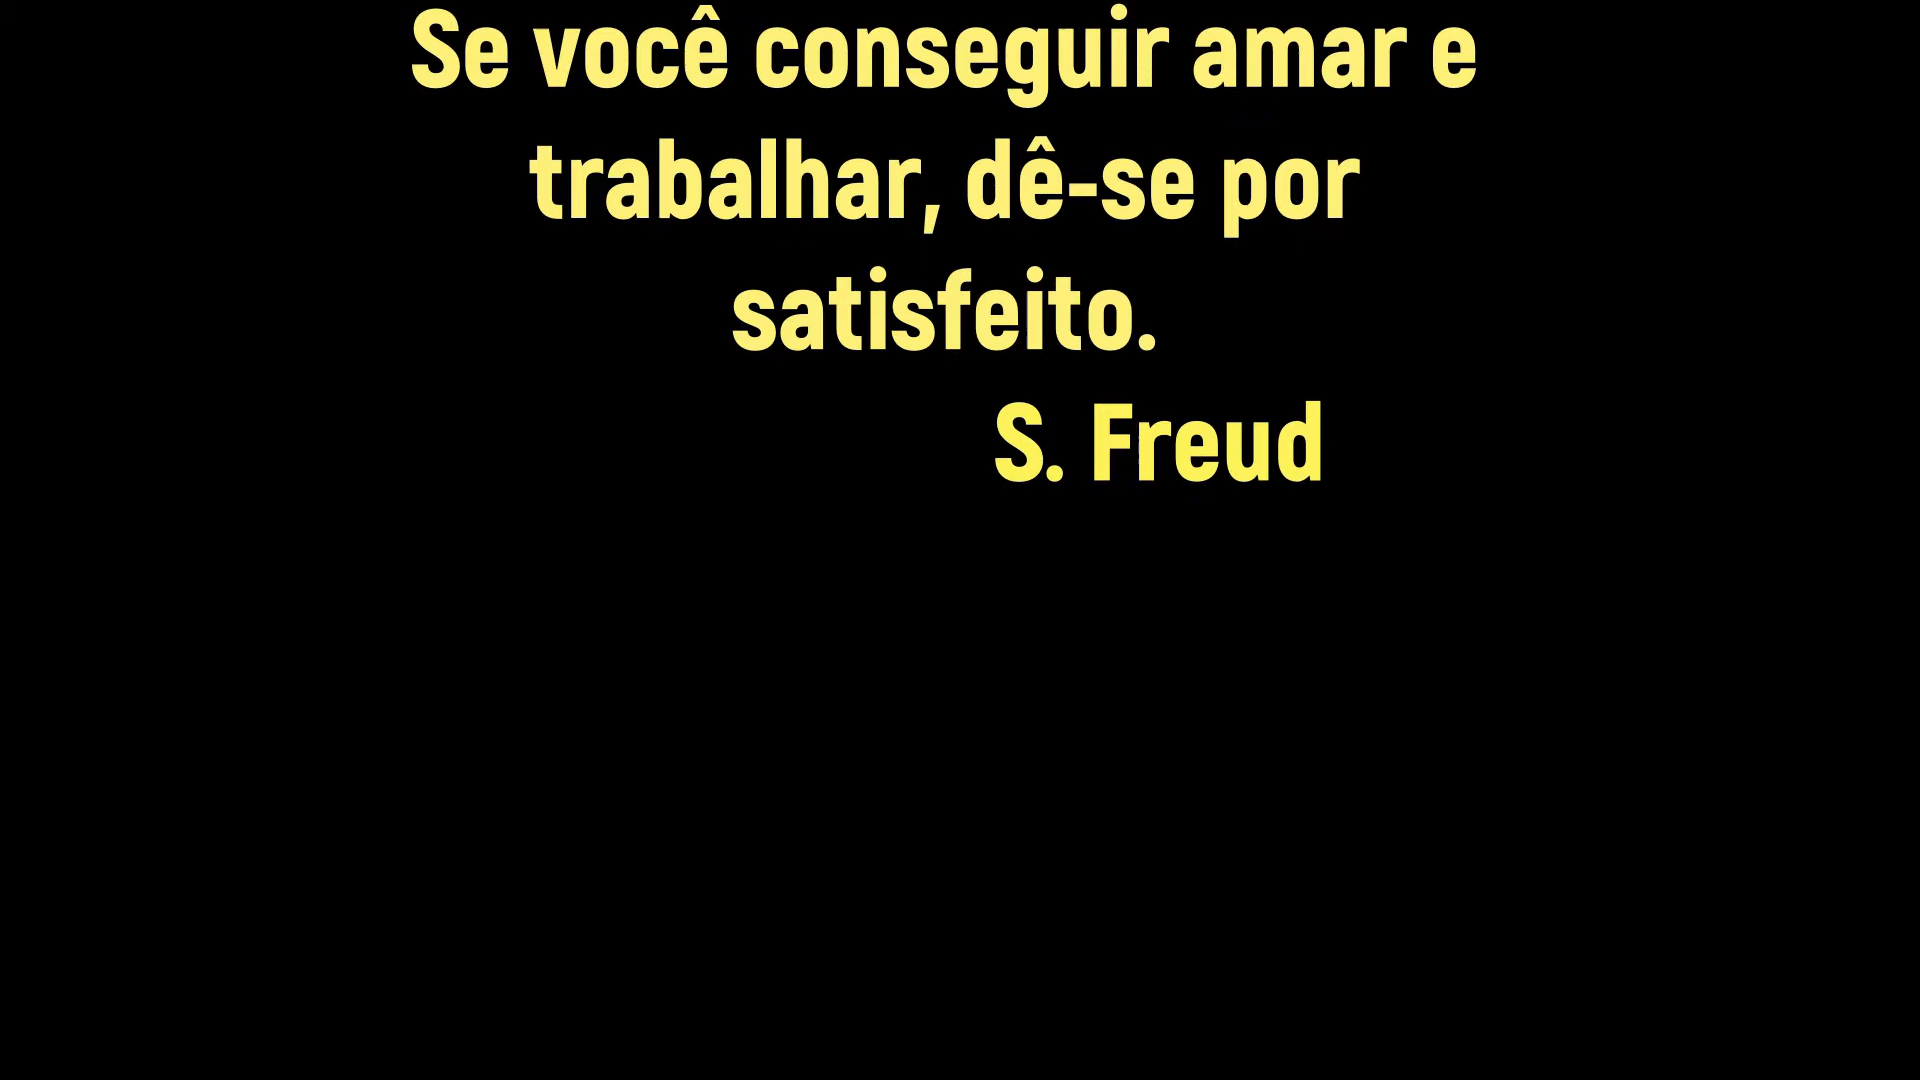 Se você conseguir amar e
trabalhar, dê-se por
satisfeito.
S. Freud